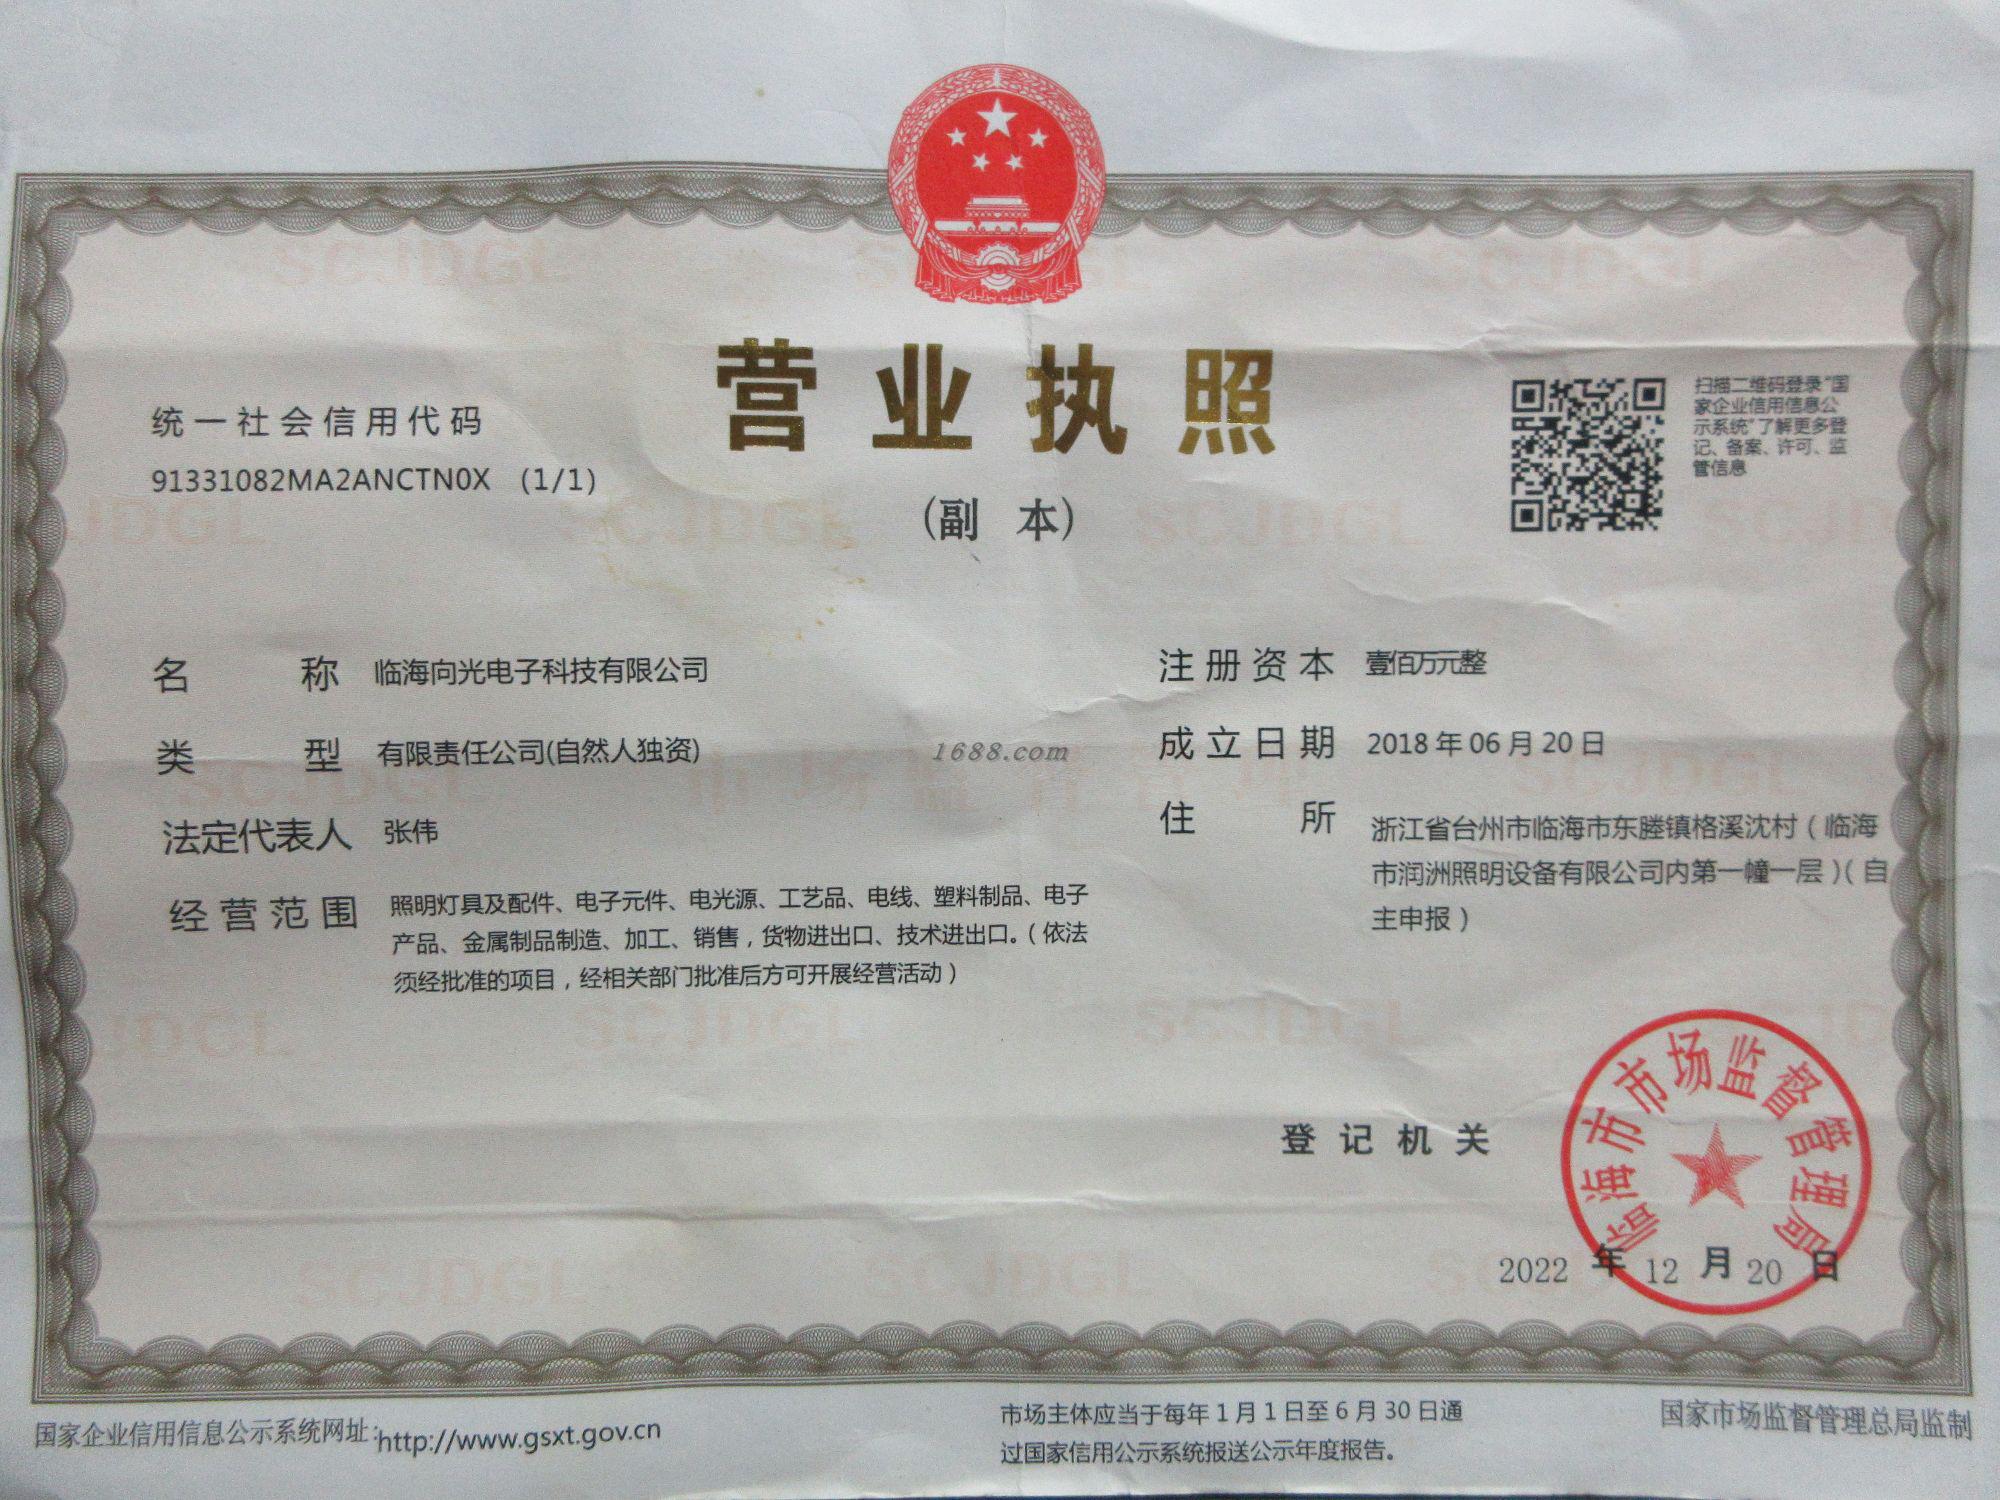 营业执照
(副 本)
统一社会信用代码
91331082MA2ANCTN0X (1/1)
扫描二维码登录"国
家企业信用信息公
示系统"了解更多登
记、备案、许可、监
管信息
名 称 临海向光电子科技有限公司
类 型 有限责任公司(自然人独资)
法定代表人 张伟
经营范围 照明灯具及配件、电子元件、电光源、工艺品、电线、塑料制品、电子
产品、金属制品制造、加工、销售，货物进出口、技术进出口。(依法
须经批准的项目，经相关部门批准后方可开展经营活动)
注册资本 壹佰万元整
成立日期 2018年06月20日
住 所 浙江省台州市临海市东塍镇格溪沈村(临海
市润洲照明设备有限公司内第一幢一层)(自
主申报)
1688.com
登记机关
临海市市场监督管理局
2022 年 12 月 20 日
国家企业信用信息公示系统网址：http://www.gsxt.gov.cn
市场主体应当于每年1月1日至6月30日通
过国家信用公示系统报送公示年度报告。
国家市场监督管理总局监制